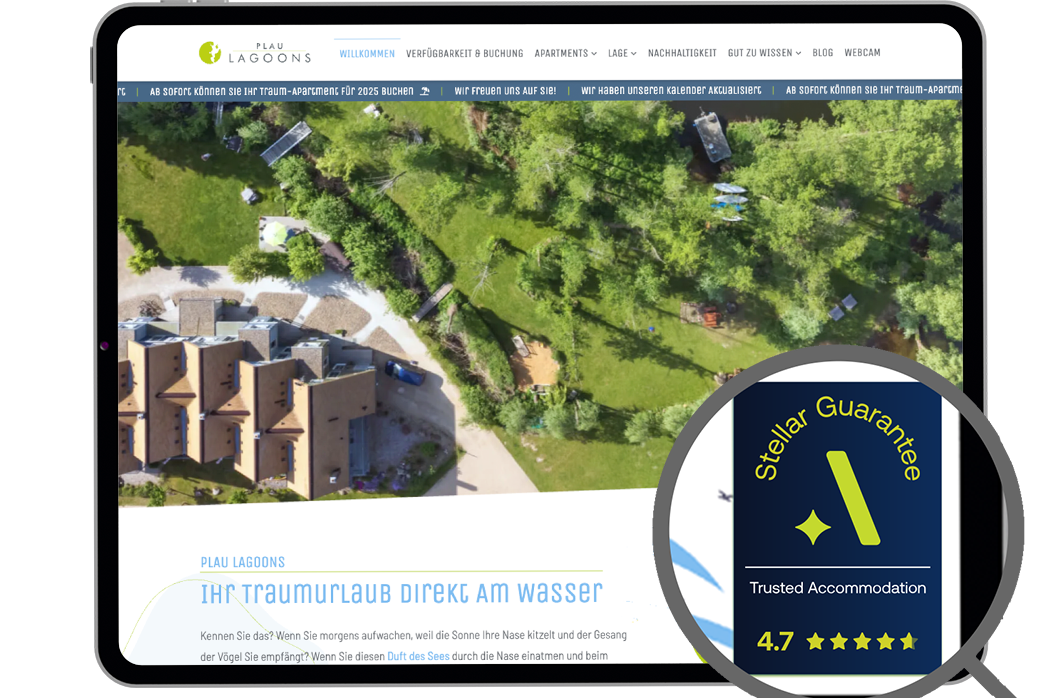 PLAU
LAGOONS
WILLKOMMEN VERFÜGBARKEIT & BUCHUNG APARTMENTS LAGE NACHHALTIGKEIT GUT ZU WISSEN BLOG WEBCAM
Ab sofort können Sie Ihr Traum-Apartment für 2025 buchen | Wir freuen uns auf Sie! | Wir haben unseren Kalender aktualisiert | Ab sofort können Sie Ihr Traum-Apartme
Stellar Guarantee
Trusted Accommodation
4.7
PLAU LAGOONS
Ihr Traumurlaub direkt am Wasser
Kennen Sie das? Wenn Sie morgens aufwachen, weil die Sonne Ihre Nase kitzelt und der Gesang
der Vögel Sie empfängt? Wenn Sie diesen Duft des Sees durch die Nase einatmen und beim